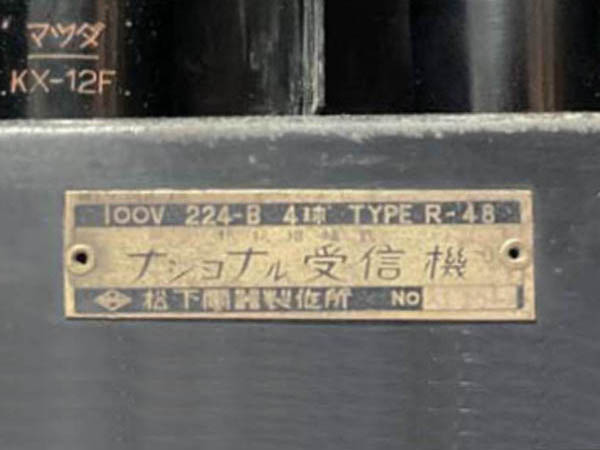 マツダ
KX-12F
100V 224-B 4球 TYPE R-48
ナショナル受信機
松下電器製作所 NO